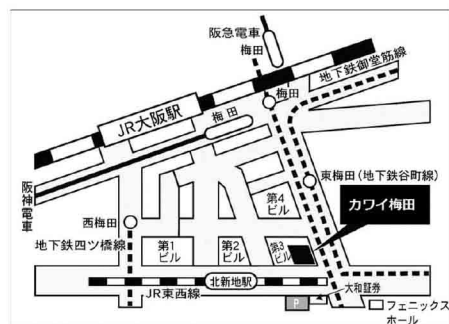 阪急電車
梅田
地下鉄御堂筋線
JR大阪駅
梅田
梅田
阪神電車
東梅田(地下鉄谷町線)
第4
ビル
カワイ梅田
西梅田
地下鉄四ツ橋線
第1
ビル
第2
ビル
第3
ビル
北新地駅
JR東西線
大和証券
P
フェニックス
ホール